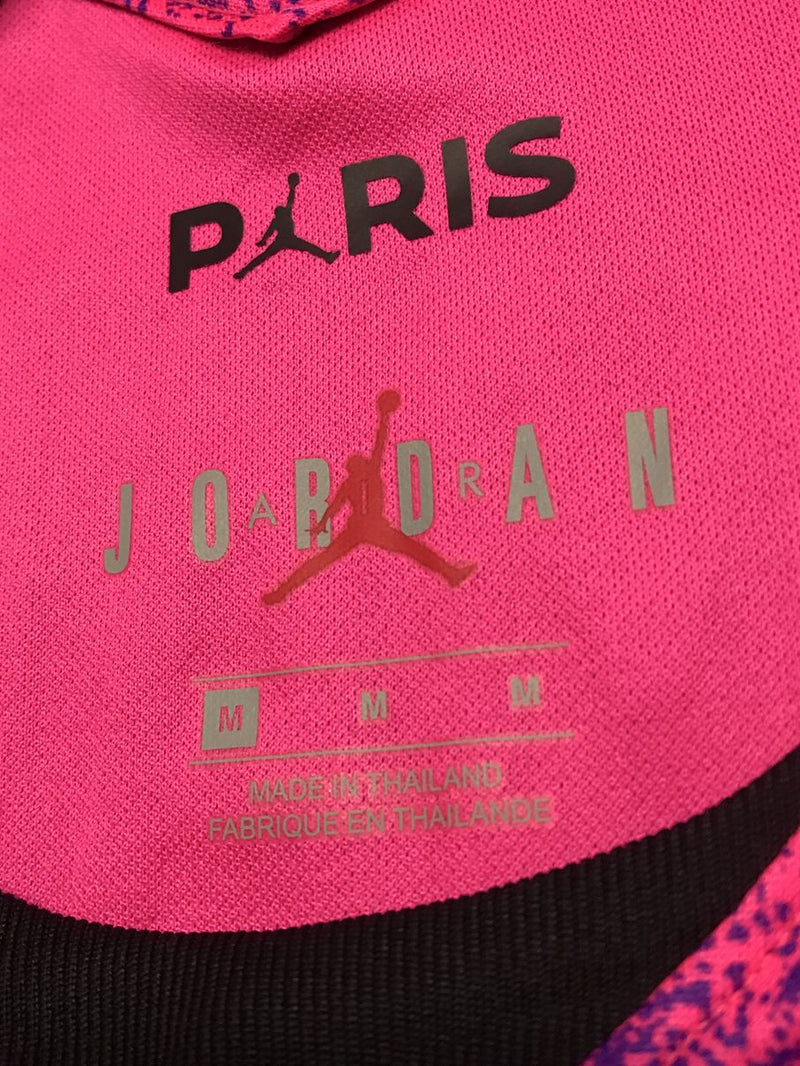 PARIS
JORDAN
AIR
M M M
MADE IN THAILAND
FABRIQUE EN THAILANDE